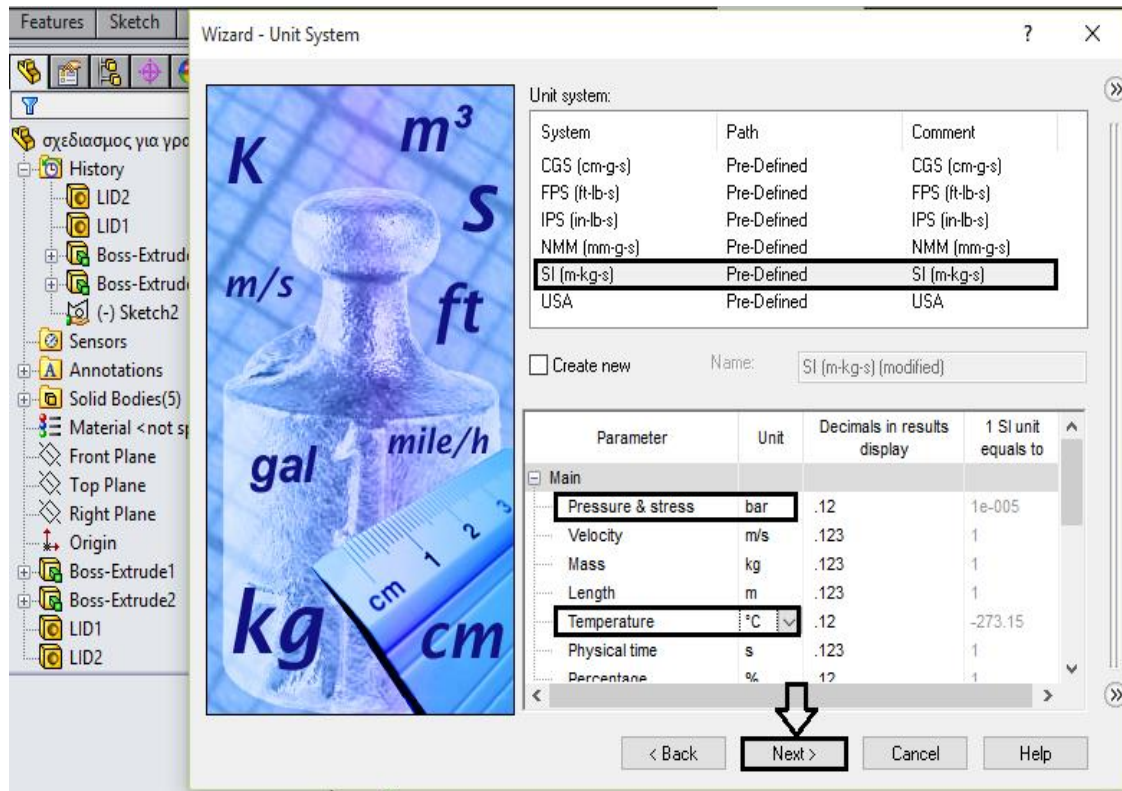 Features Sketch
σχεδιασμος για γρα
History
LID2
LID1
Boss-Extrud
Boss-Extrud
(-) Sketch2
Sensors
A Annotations
Solid Bodies(5)
Material <not sp
Front Plane
Top Plane
Right Plane
Origin
Boss-Extrude1
Boss-Extrude2
LID1
LID2
Wizard - Unit System ?
K m³
s
m/s ft
gal mile/h
cm 1 2 3
kg cm
Unit system:
System Path Comment
CGS (cm-g-s) Pre-Defined CGS (cm-g-s)
FPS (ft-lb-s) Pre-Defined FPS (ft-lb-s)
IPS (in-lb-s) Pre-Defined IPS (in-lb-s)
NMM (mm-g-s) Pre-Defined NMM (mm-g-s)
SI (m-kg-s) Pre-Defined SI (m-kg-s)
USA Pre-Defined USA
Create new Name: SI (m-kg-s) (modified)
Parameter Unit Decimals in results display 1 SI unit equals to
Main
Pressure & stress bar .12 1e-005
Velocity m/s .123 1
Mass kg .123 1
Length m .123 1
Temperature °C .12 -273.15
Physical time s .123 1
Percentage % .12 1
< Back Next > Cancel Help